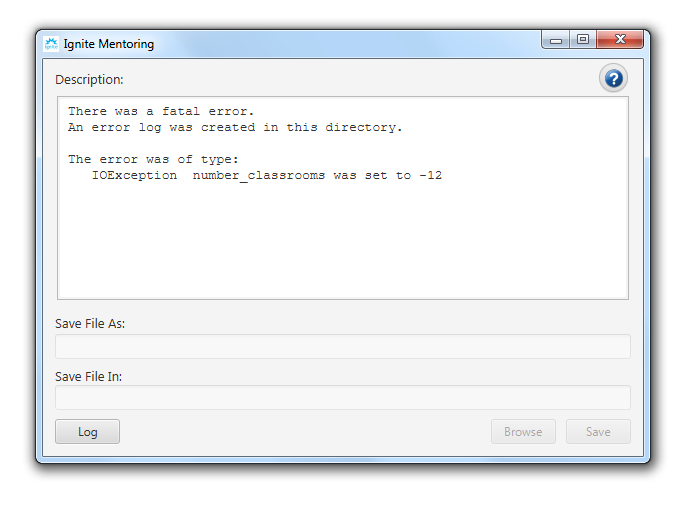 Ignite Mentoring
Description:
?
There was a fatal error.
An error log was created in this directory.
The error was of type:
IOException  number_classrooms was set to -12
Save File As:
Save File In:
Log
Browse
Save